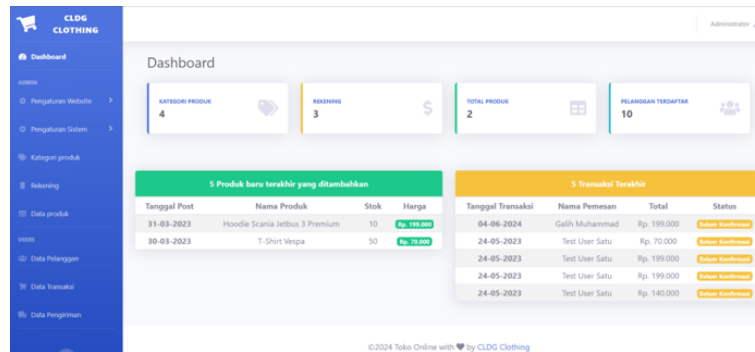 CLDG
CLOTHING
Administrator
Dashboard
ADMIN
Pengaturan Website
Pengaturan Sistem
Kategori produk
Rekening
Data produk
USERS
Data Pelanggan
Data Transaksi
Data Pengiriman
Dashboard
KATEGORI PRODUK
4
REKENING
3
TOTAL PRODUK
2
PELANGGAN TERDAFTAR
10
5 Produk baru terakhir yang ditambahkan
Tanggal Post Nama Produk Stok Harga
31-03-2023 Hoodie Scania Jetbus 3 Premium 10 Rp. 199.000
30-03-2023 T-Shirt Vespa 50 Rp. 70.000
5 Transaksi Terakhir
Tanggal Transaksi Nama Pemesan Total Status
04-06-2024 Galih Muhammad Rp. 199.000 Belum Konfirmasi
24-05-2023 Test User Satu Rp. 70.000 Belum Konfirmasi
24-05-2023 Test User Satu Rp. 199.000 Belum Konfirmasi
24-05-2023 Test User Satu Rp. 199.000 Belum Konfirmasi
24-05-2023 Test User Satu Rp. 140.000 Belum Konfirmasi
©2024 Toko Online with 🖤 by CLDG Clothing